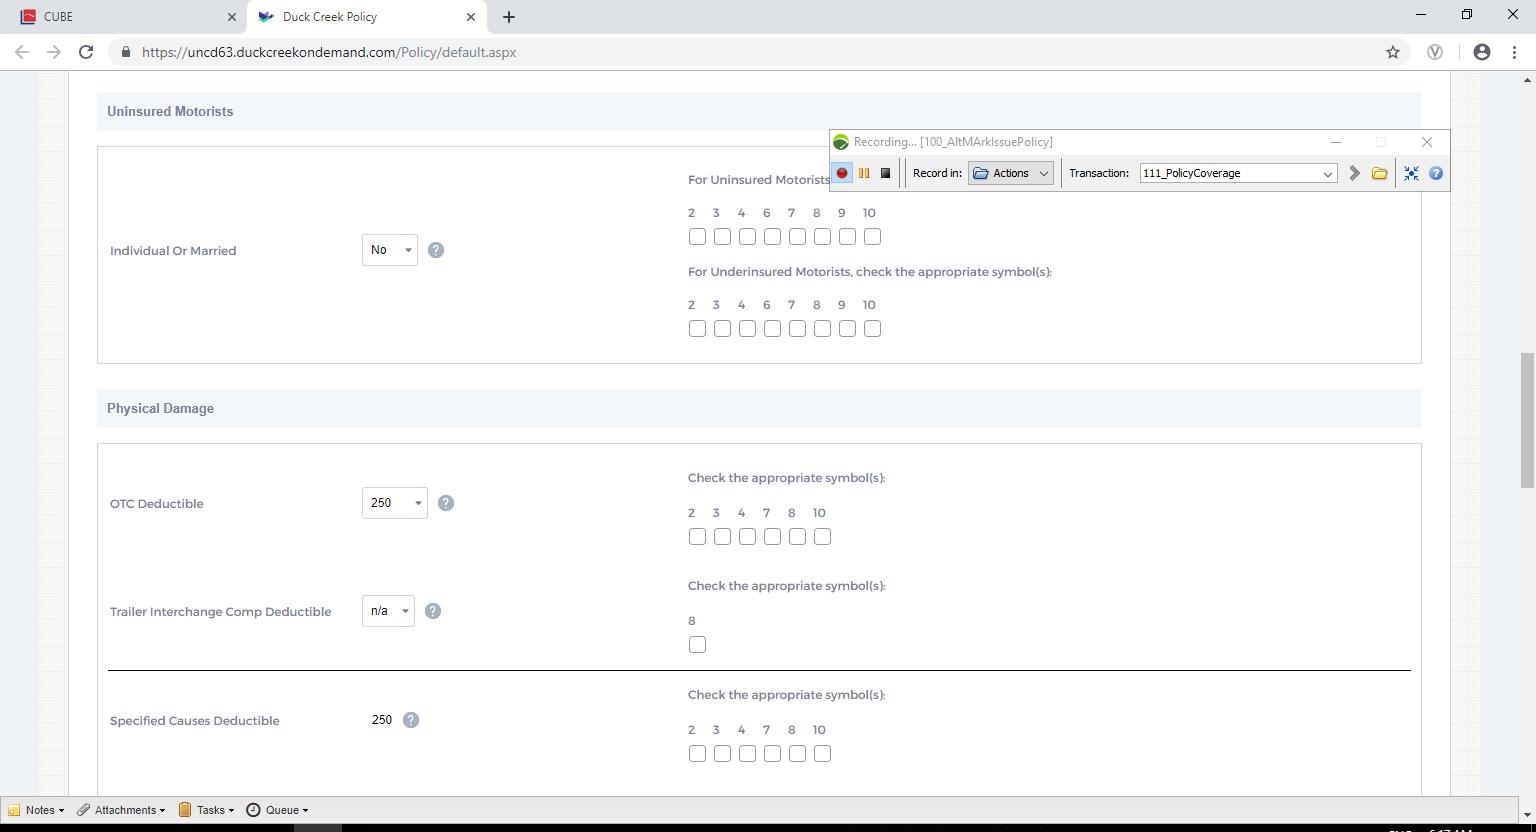 CUBE
Duck Creek Policy
https://uncd63.duckcreekondemand.com/Policy/default.aspx
Uninsured Motorists
Recording... [100_AltMArkIssuePolicy]
Record in: Actions Transaction: 111_PolicyCoverage
For Uninsured Motorists
2 3 4 6 7 8 9 10
Individual Or Married No
For Underinsured Motorists, check the appropriate symbol(s):
2 3 4 6 7 8 9 10
Physical Damage
Check the appropriate symbol(s):
OTC Deductible 250
2 3 4 7 8 10
Check the appropriate symbol(s):
Trailer Interchange Comp Deductible n/a
8
Check the appropriate symbol(s):
Specified Causes Deductible 250
2 3 4 7 8 10
Notes Attachments Tasks Queue